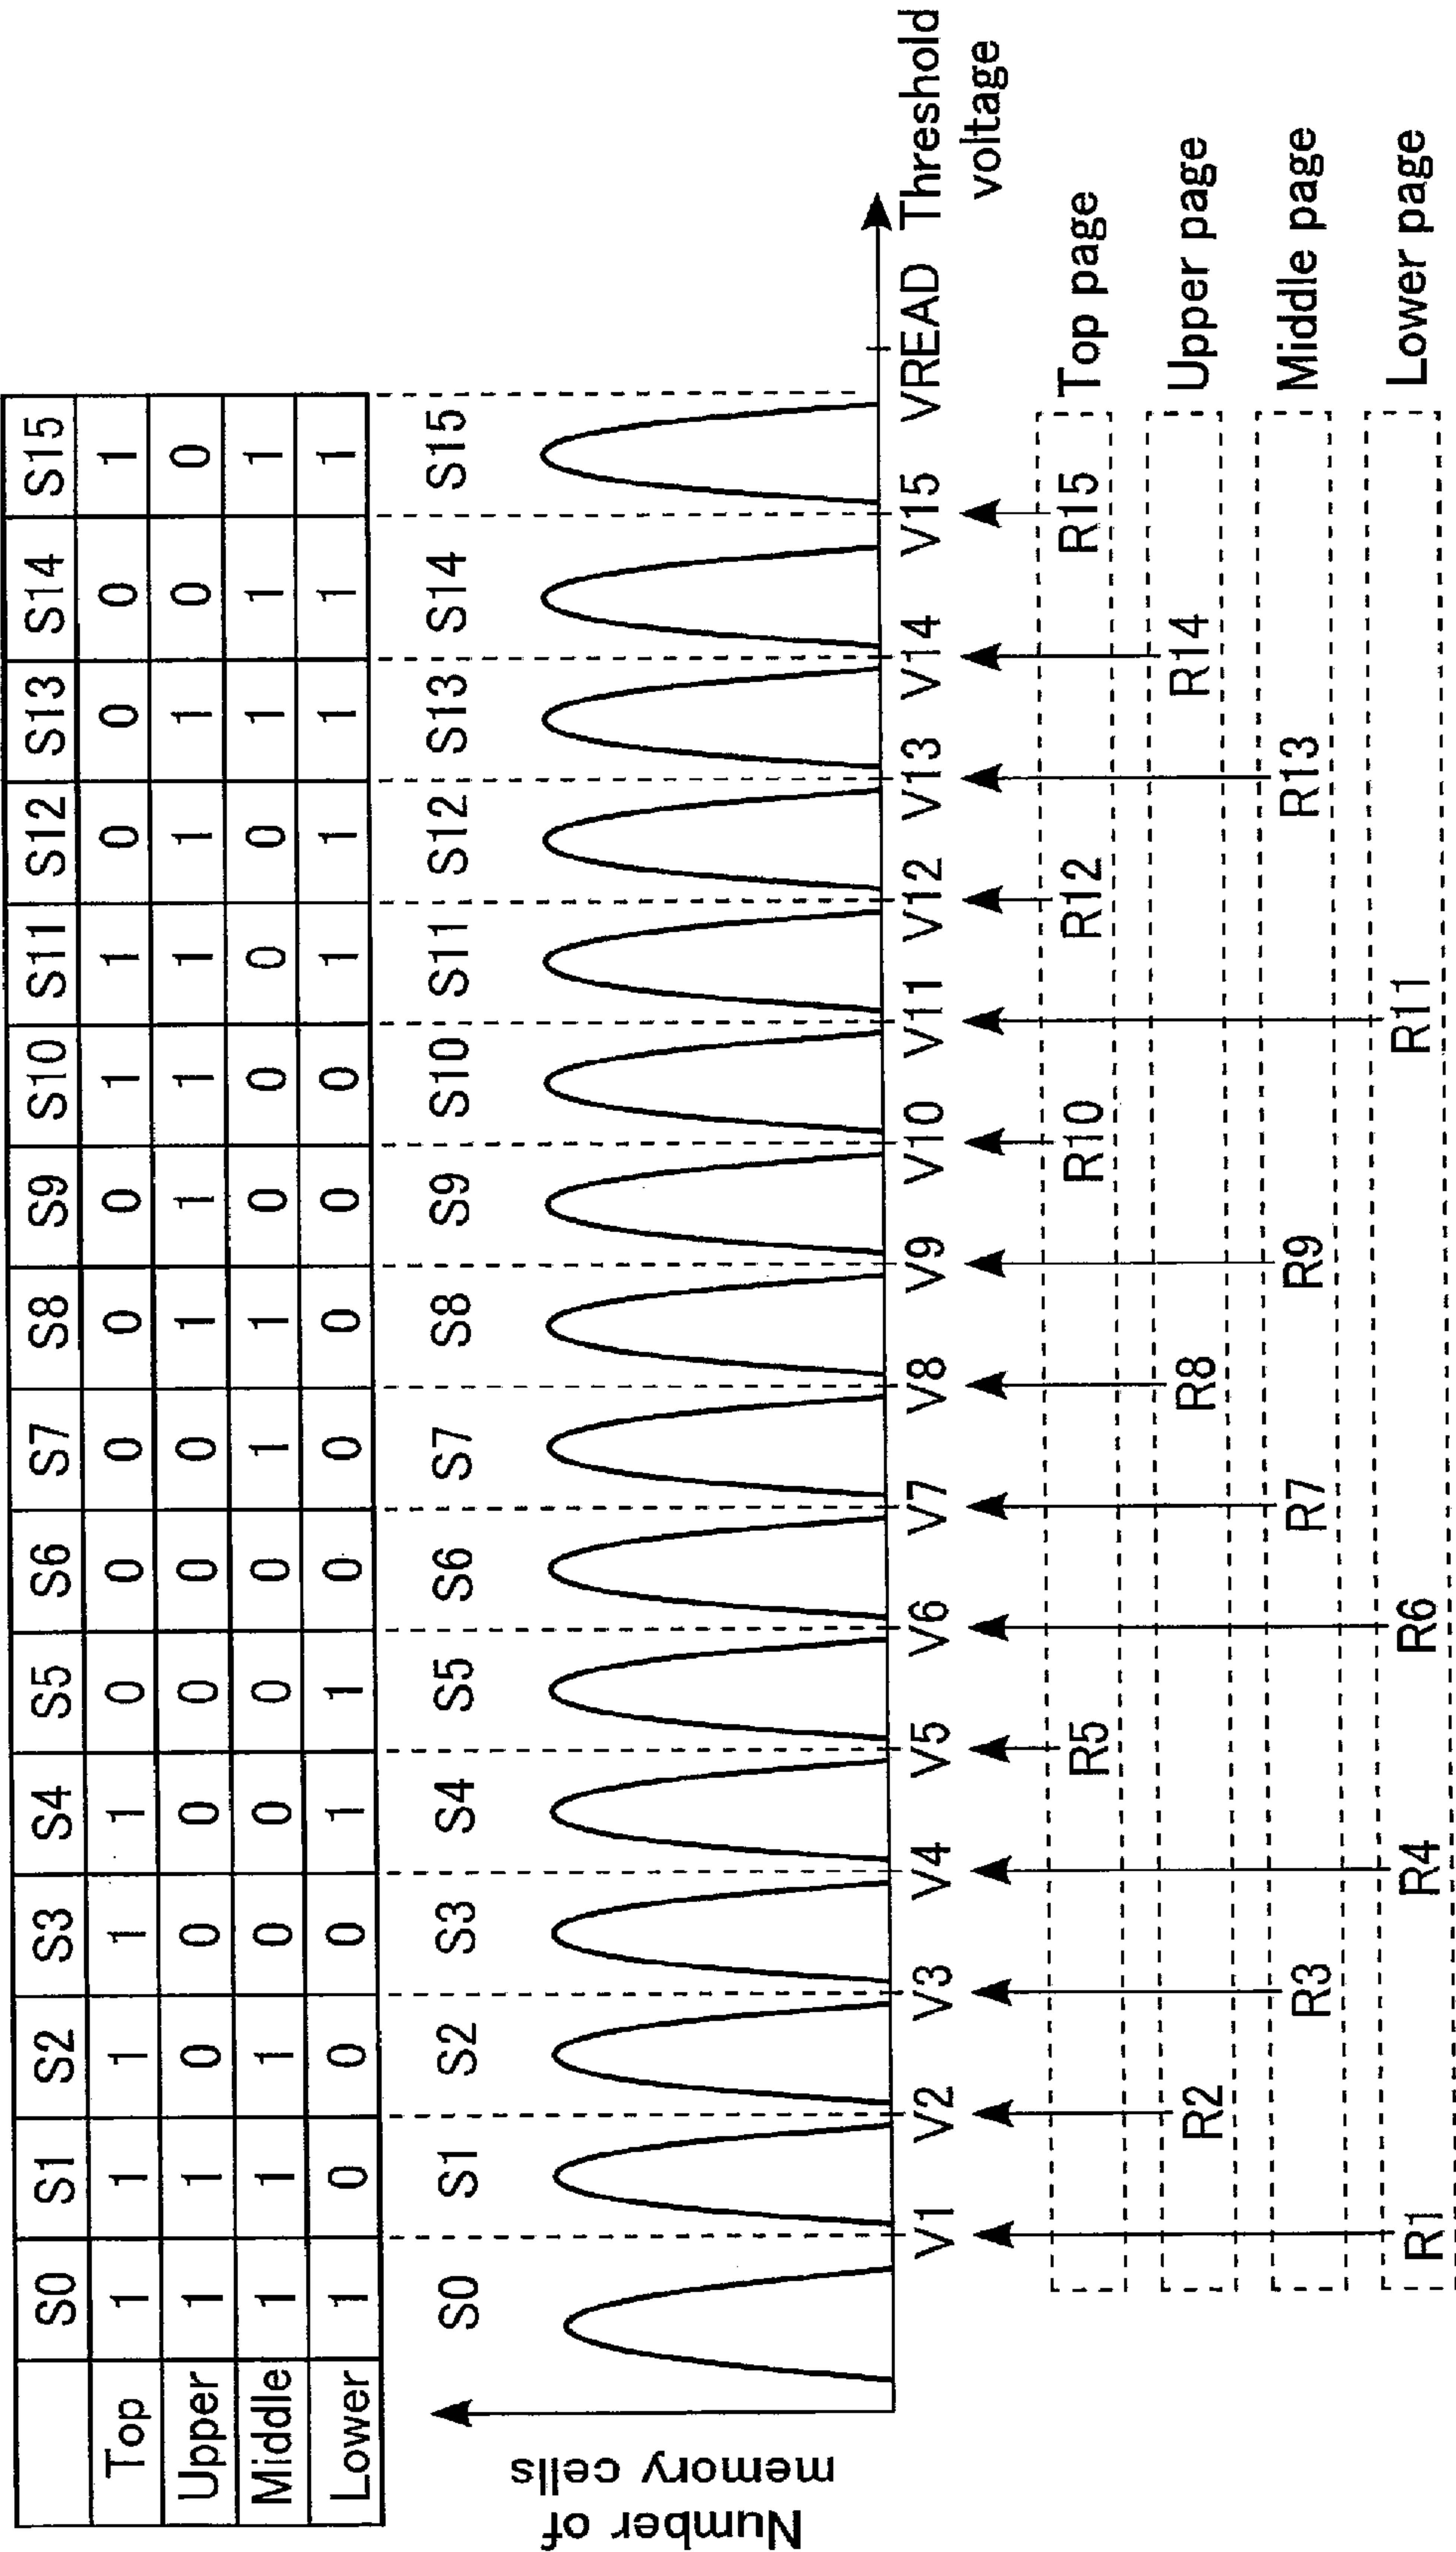 S0 S1 S2 S3 S4 S5 S6 S7 S8 S9 S10 S11 S12 S13 S14 S15
Top 1 1 1 1 1 0 0 0 0 0 1 1 0 0 0 1
Upper 1 1 0 0 0 0 0 0 1 1 1 1 1 1 0 0
Middle 1 1 1 0 0 0 0 1 1 0 0 0 0 1 1 1
Lower 1 0 0 0 1 1 0 0 0 0 0 1 1 1 1 1
S0 S1 S2 S3 S4 S5 S6 S7 S8 S9 S10 S11 S12 S13 S14 S15
Number of
memory cells
V1 V2 V3 V4 V5 V6 V7 V8 V9 V10 V11 V12 V13 V14 V15 VREAD Threshold
voltage
R5 R10 R12 R15 Top page
R2 R8 R14 Upper page
R3 R7 R9 R13 Middle page
R1 R4 R6 R11 Lower page